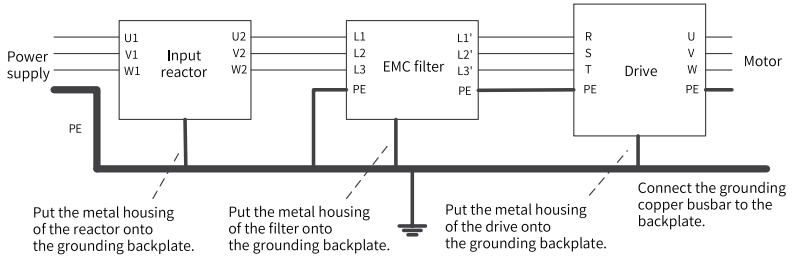 Power
supply
U1
V1
W1
Input
reactor
U2
V2
W2
L1
L2
L3
PE
EMC filter
L1'
L2'
L3'
PE
R
S
T
PE
Drive
U
V
W
PE
Motor
PE
Put the metal housing
of the reactor onto
the grounding backplate.
Put the metal housing
of the filter onto
the grounding backplate.
Put the metal housing
of the drive onto
the grounding backplate.
Connect the grounding
copper busbar to the
backplate.